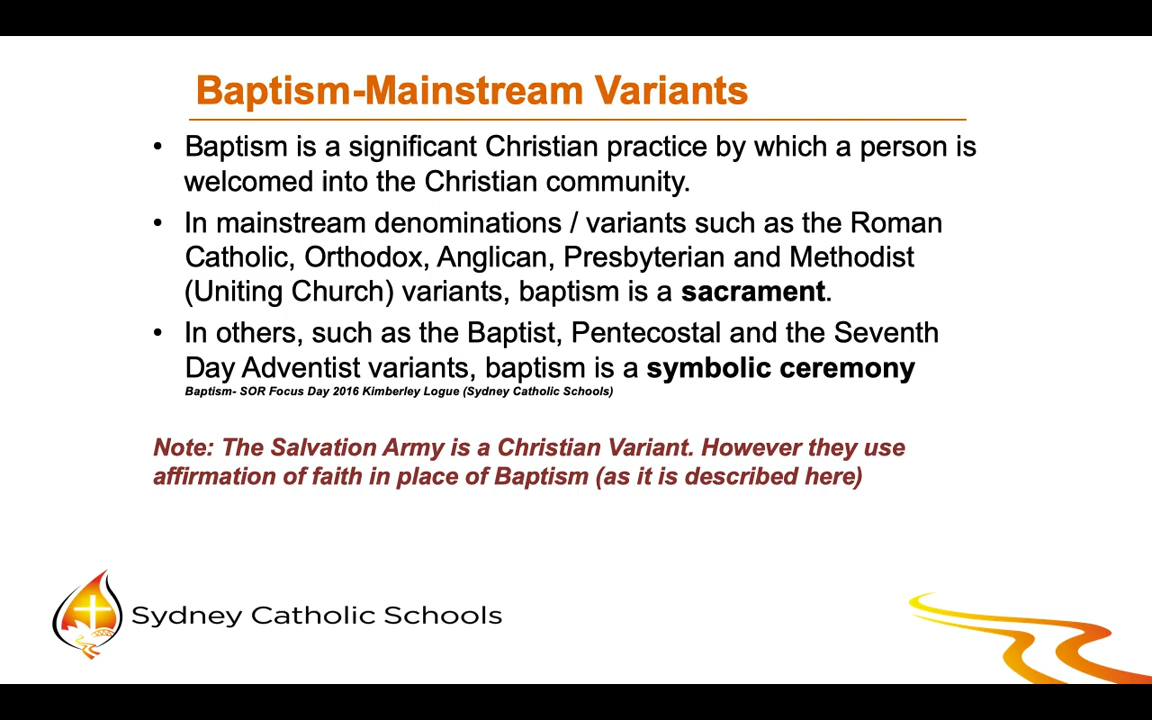 Baptism-Mainstream Variants
• Baptism is a significant Christian practice by which a person is
welcomed into the Christian community.
• In mainstream denominations / variants such as the Roman
Catholic, Orthodox, Anglican, Presbyterian and Methodist
(Uniting Church) variants, baptism is a sacrament.
• In others, such as the Baptist, Pentecostal and the Seventh
Day Adventist variants, baptism is a symbolic ceremony
Baptism- SOR Focus Day 2016 Kimberley Logue (Sydney Catholic Schools)
Note: The Salvation Army is a Christian Variant. However they use
affirmation of faith in place of Baptism (as it is described here)
Sydney Catholic Schools